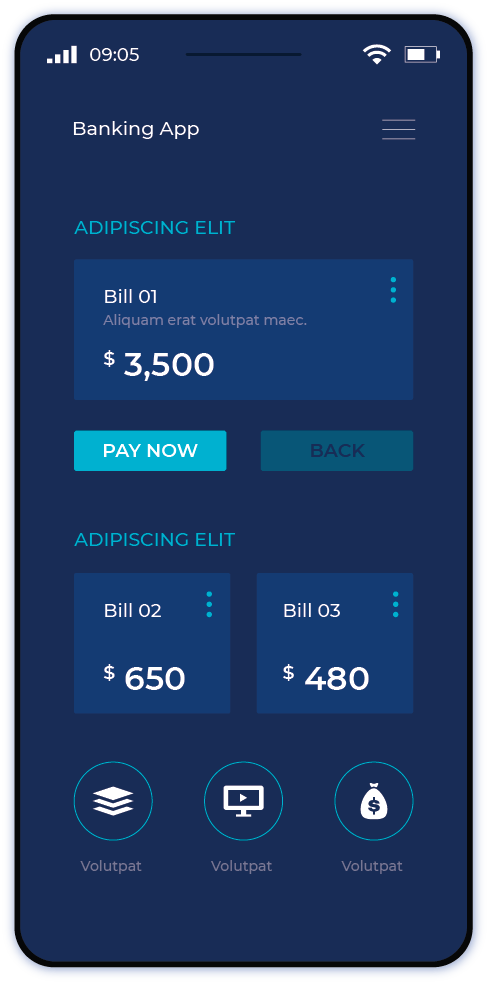 09:05
Banking App
ADIPISCING ELIT
Bill 01
Aliquam erat volutpat maec.
$ 3,500
PAY NOW BACK
ADIPISCING ELIT
Bill 02 Bill 03
$ 650 $ 480
$
Volutpat Volutpat Volutpat